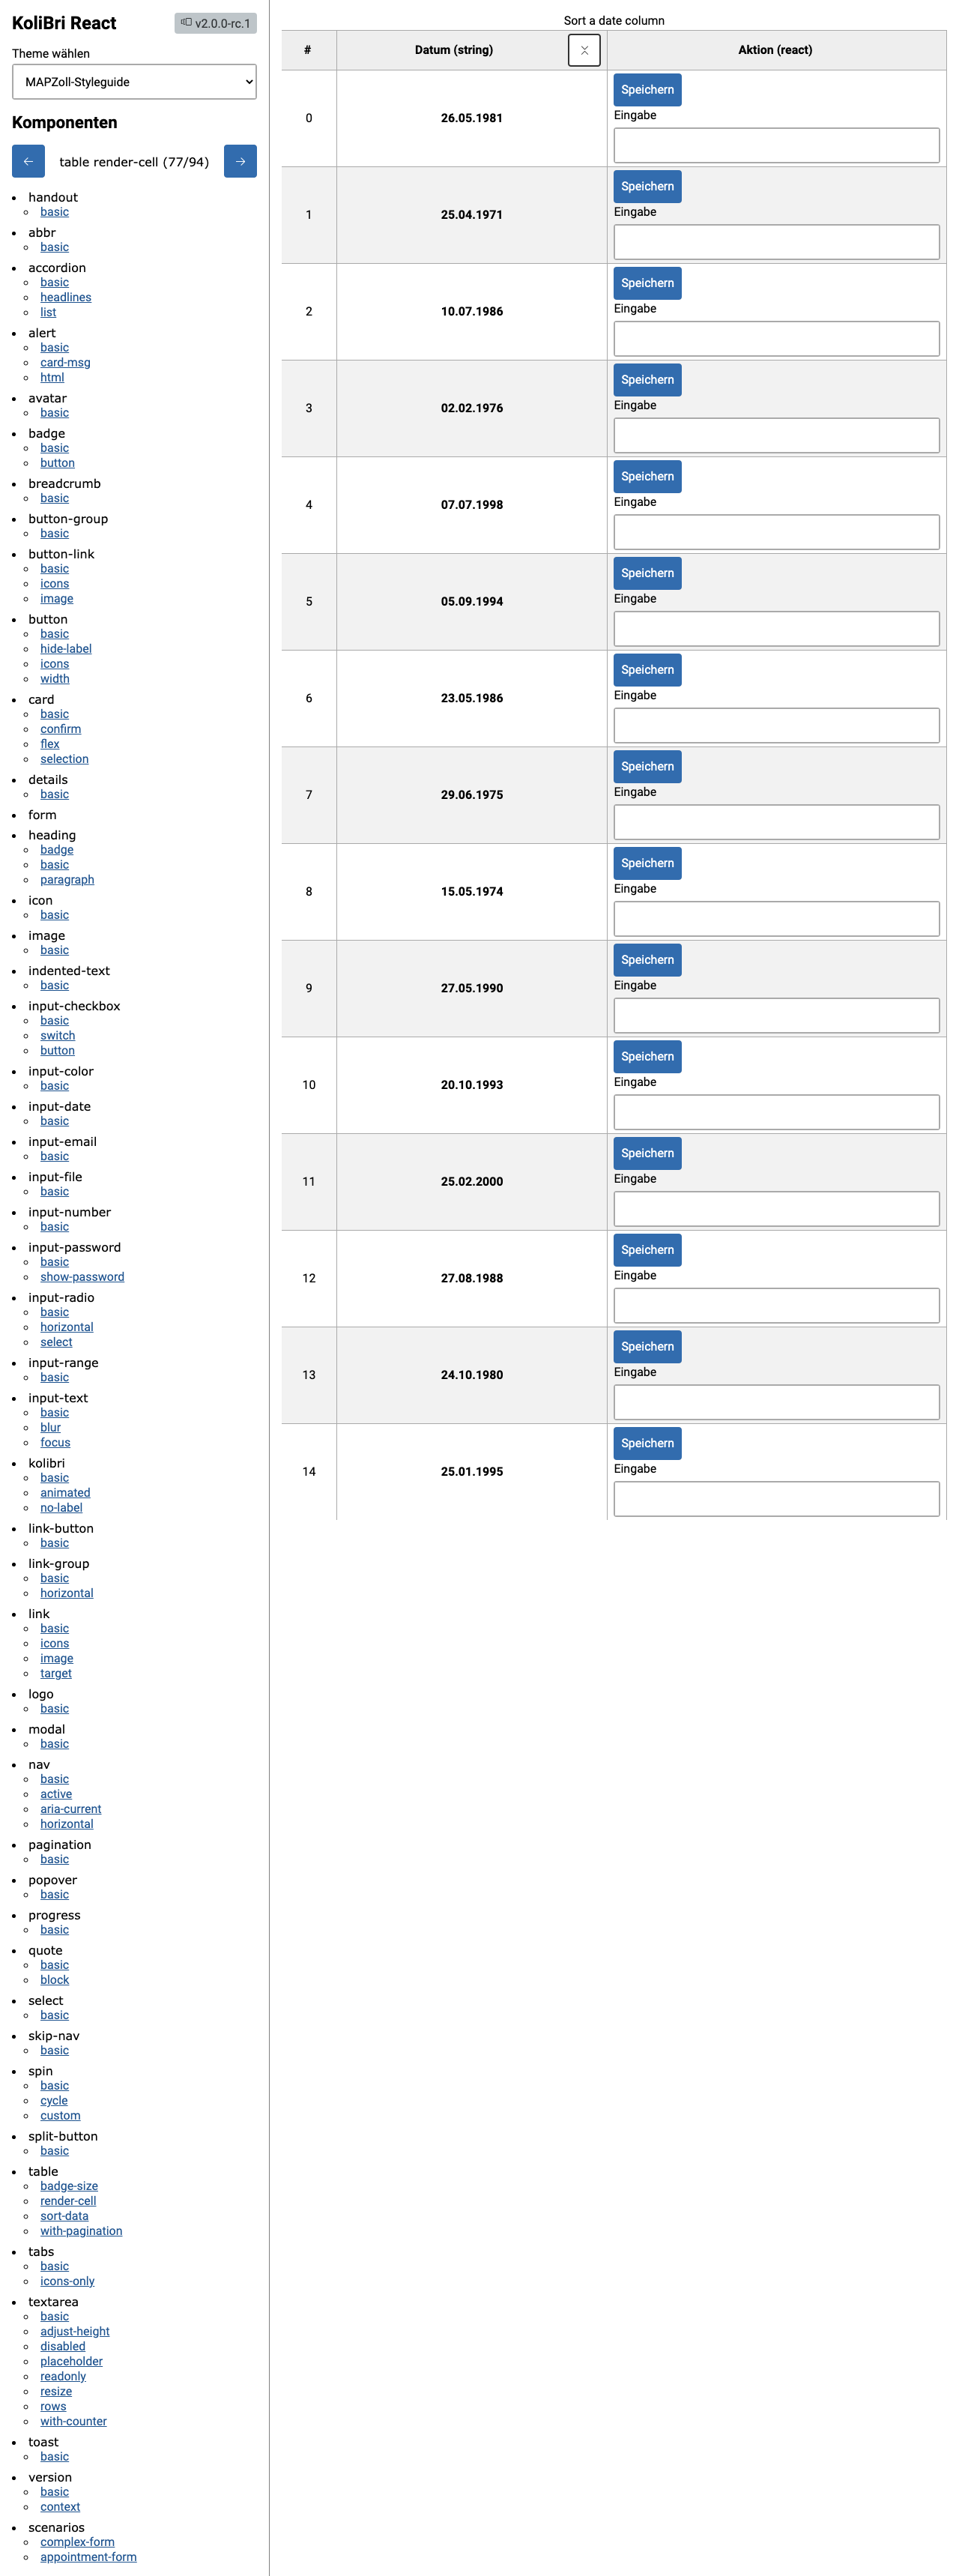 KoliBri React
v2.0.0-rc.1
Theme wählen
MAPZoll-Styleguide
Komponenten
← table render-cell (77/94) →
handout
basic
abbr
basic
accordion
basic
headlines
list
alert
basic
card-msg
html
avatar
basic
badge
basic
button
breadcrumb
basic
button-group
basic
button-link
basic
icons
image
button
basic
hide-label
icons
width
card
basic
confirm
flex
selection
details
basic
form
heading
badge
basic
paragraph
icon
basic
image
basic
indented-text
basic
input-checkbox
basic
switch
button
input-color
basic
input-date
basic
input-email
basic
input-file
basic
input-number
basic
input-password
basic
show-password
input-radio
basic
horizontal
select
input-range
basic
input-text
basic
blur
focus
kolibri
basic
animated
no-label
link-button
basic
link-group
basic
horizontal
link
basic
icons
image
target
logo
basic
modal
basic
nav
basic
active
aria-current
horizontal
pagination
basic
popover
basic
progress
basic
quote
basic
block
select
basic
skip-nav
basic
spin
basic
cycle
custom
split-button
basic
table
badge-size
render-cell
sort-data
with-pagination
tabs
basic
icons-only
textarea
basic
adjust-height
disabled
placeholder
readonly
resize
rows
with-counter
toast
basic
version
basic
context
scenarios
complex-form
appointment-form
Sort a date column
# Datum (string) Aktion (react)
0 26.05.1981 Speichern
Eingabe
1 25.04.1971 Speichern
Eingabe
2 10.07.1986 Speichern
Eingabe
3 02.02.1976 Speichern
Eingabe
4 07.07.1998 Speichern
Eingabe
5 05.09.1994 Speichern
Eingabe
6 23.05.1986 Speichern
Eingabe
7 29.06.1975 Speichern
Eingabe
8 15.05.1974 Speichern
Eingabe
9 27.05.1990 Speichern
Eingabe
10 20.10.1993 Speichern
Eingabe
11 25.02.2000 Speichern
Eingabe
12 27.08.1988 Speichern
Eingabe
13 24.10.1980 Speichern
Eingabe
14 25.01.1995 Speichern
Eingabe